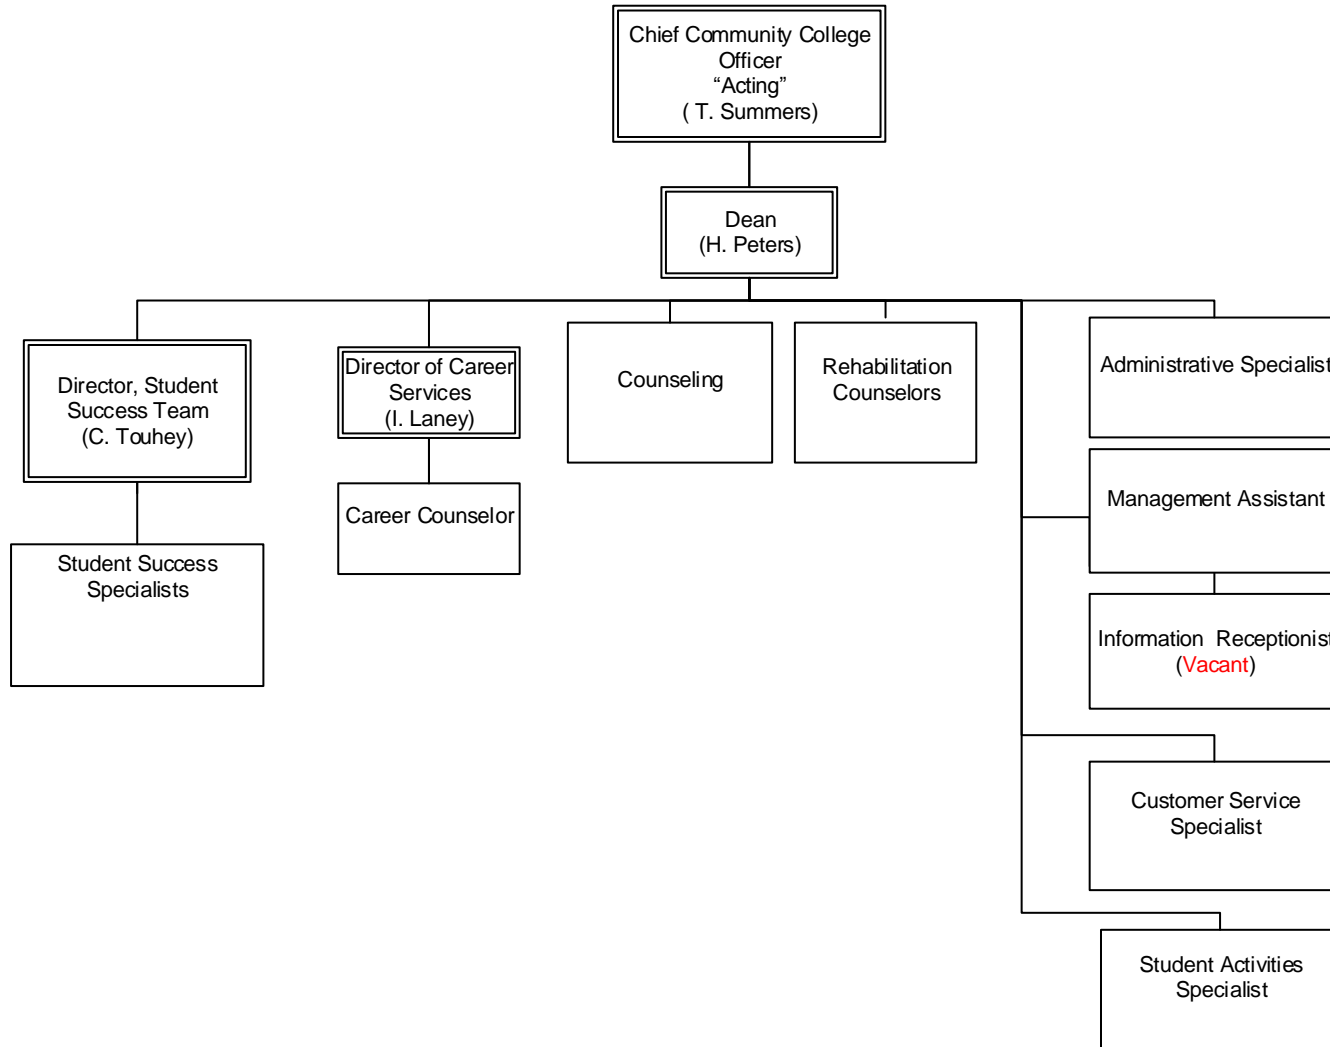 Chief Community College
Officer
“Acting”
( T. Summers)
Dean
(H. Peters)
Director, Student
Success Team
(C. Touhey)
Director of Career
Services
(I. Laney)
Counseling
Rehabilitation
Counselors
Administrative Specialist
Career Counselor
Management Assistant
Student Success
Specialists
Information Receptionist
(Vacant)
Customer Service
Specialist
Student Activities
Specialist